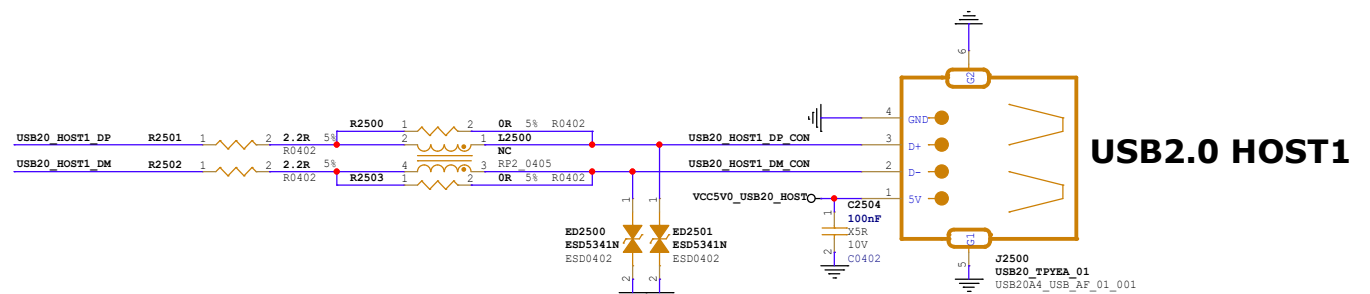 6
G2
R2500 1 2 0R 5% R0402
4 GND
USB20_HOST1_DP R2501 1 2 2.2R 5% 2 1 L2500 USB20_HOST1_DP_CON 3 D+
R0402 NC
USB2.0 HOST1
USB20_HOST1_DM R2502 1 2 2.2R 5% 4 3 RP2_0405 USB20_HOST1_DM_CON 2 D-
R0402 R2503 1 2 0R 5% R0402
VCC5V0_USB20_HOST 1 5V
1 1 1 C2504
100nF
ED2500 ED2501 X5R
ESD5341N ESD5341N 10V
ESD0402 ESD0402 2 C0402
G1
2 2 5 J2500
USB20_TPYEA_01
USB20A4_USB_AF_01_001